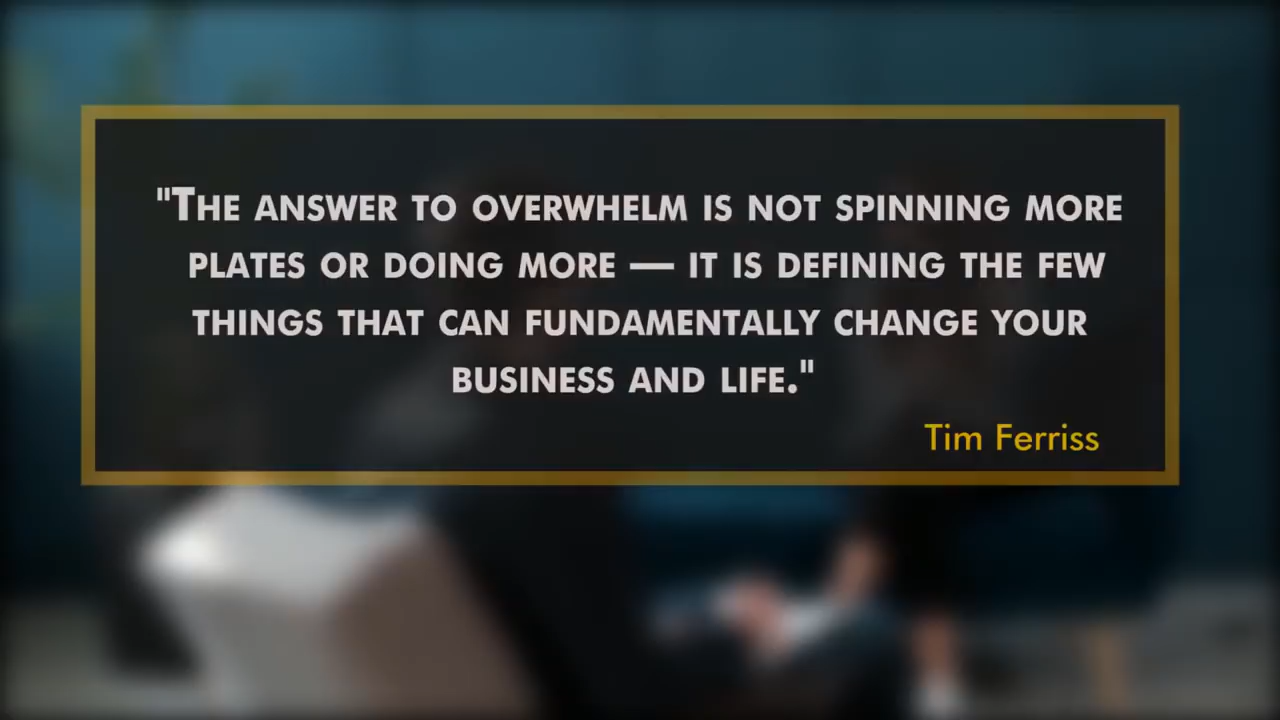 "The answer to overwhelm is not spinning more
plates or doing more — it is defining the few
things that can fundamentally change your
business and life."
Tim Ferriss